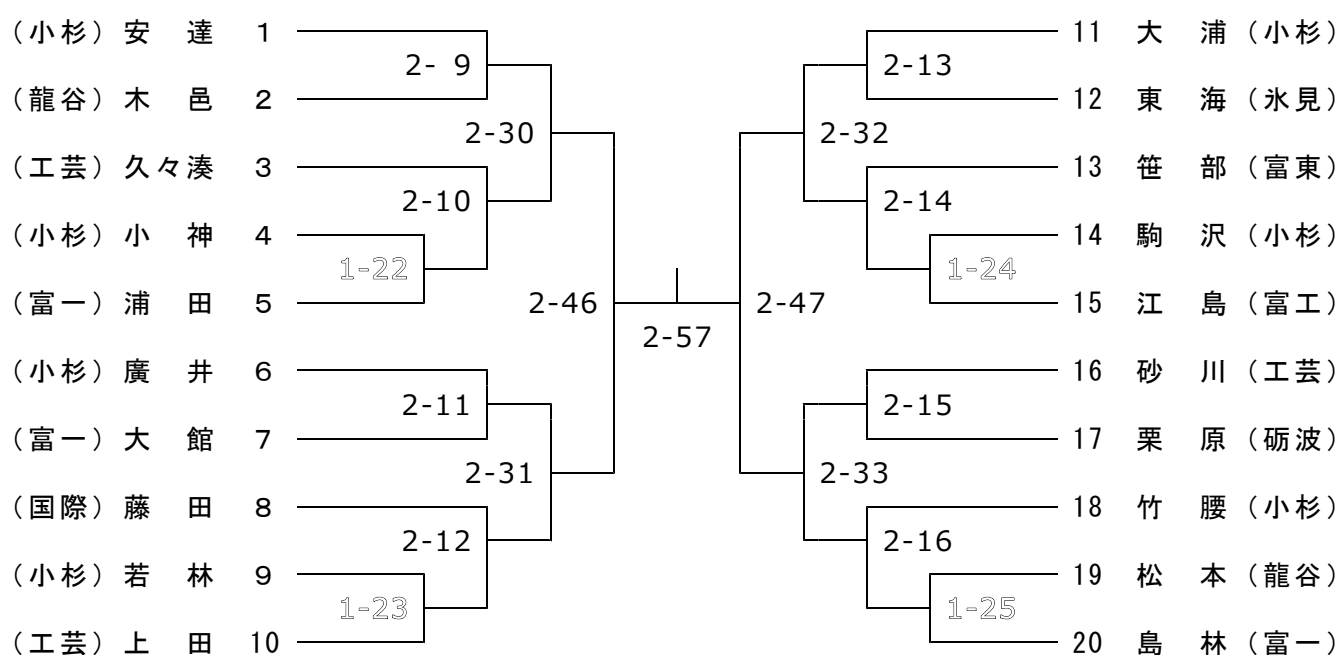 (小杉) 安 達 1
2- 9
(龍谷) 木 邑 2
2-30
(工芸) 久々湊 3
2-10
(小杉) 小 神 4
1-22
(富一) 浦 田 5
2-46
(小杉) 廣 井 6
2-11
(富一) 大 館 7
2-31
(国際) 藤 田 8
2-12
(小杉) 若 林 9
1-23
(工芸) 上 田 10
2-57
11 大 浦 (小杉)
2-13
12 東 海 (氷見)
2-32
13 笹 部 (富東)
2-14
14 駒 沢 (小杉)
1-24
15 江 島 (富工)
2-47
16 砂 川 (工芸)
2-15
17 栗 原 (砺波)
2-33
18 竹 腰 (小杉)
2-16
19 松 本 (龍谷)
1-25
20 島 林 (富一)